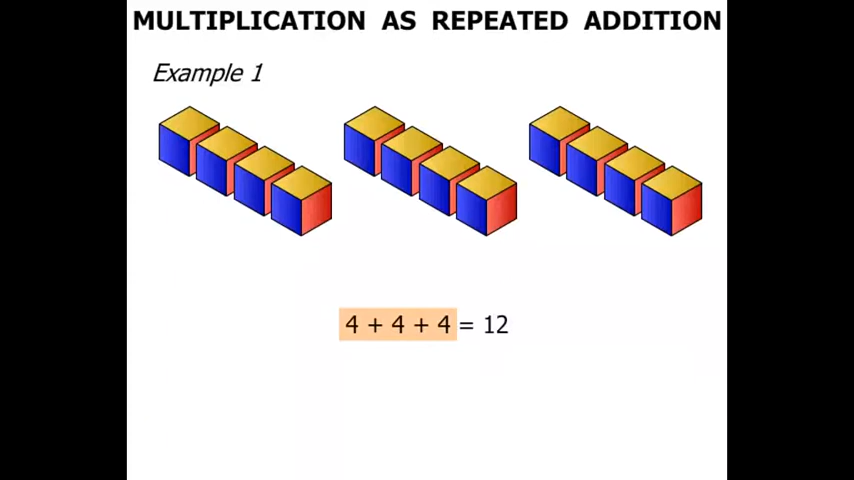 MULTIPLICATION AS REPEATED ADDITION
Example 1
4 + 4 + 4 = 12